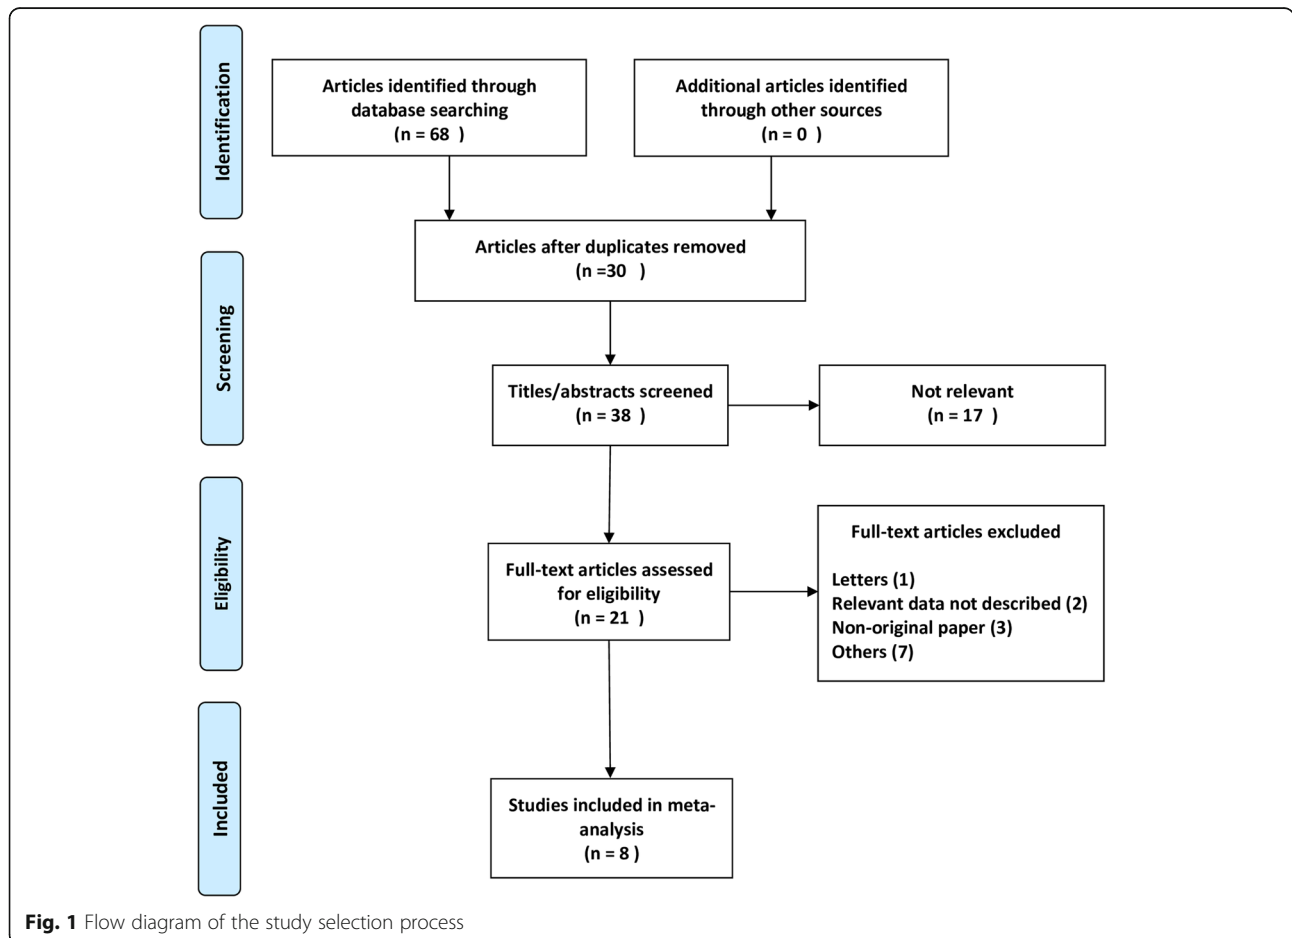 Identification
Articles identified through
database searching
(n = 68  )
Additional articles identified
through other sources
(n = 0  )
Articles after duplicates removed
(n =30  )
Screening
Titles/abstracts screened
(n = 38  )
Not relevant
(n = 17  )
Eligibility
Full-text articles assessed
for eligibility
(n = 21  )
Full-text articles excluded
Letters (1)
Relevant data not described (2)
Non-original paper (3)
Others (7)
Included
Studies included in meta-
analysis
(n = 8 )
Fig. 1 Flow diagram of the study selection process